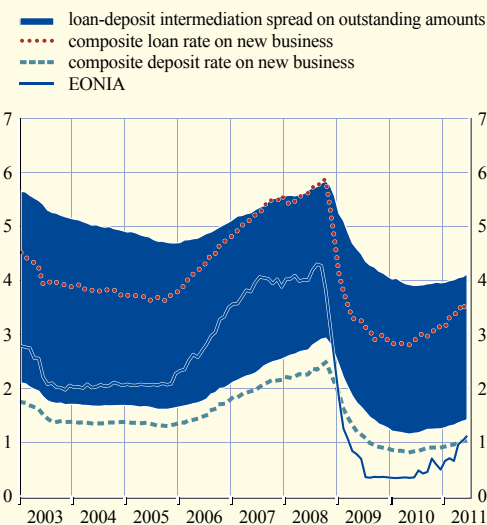 loan-deposit intermediation spread on outstanding amounts
composite loan rate on new business
composite deposit rate on new business
EONIA
7 7
6 6
5 5
4 4
3 3
2 2
1 1
0 0
2003 2004 2005 2006 2007 2008 2009 2010 2011